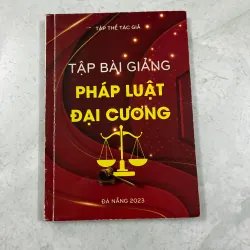 TẬP THỂ TÁC GIẢ
TẬP BÀI GIẢNG
PHÁP LUẬT
ĐẠI CƯƠNG
ĐÀ NẴNG 2023